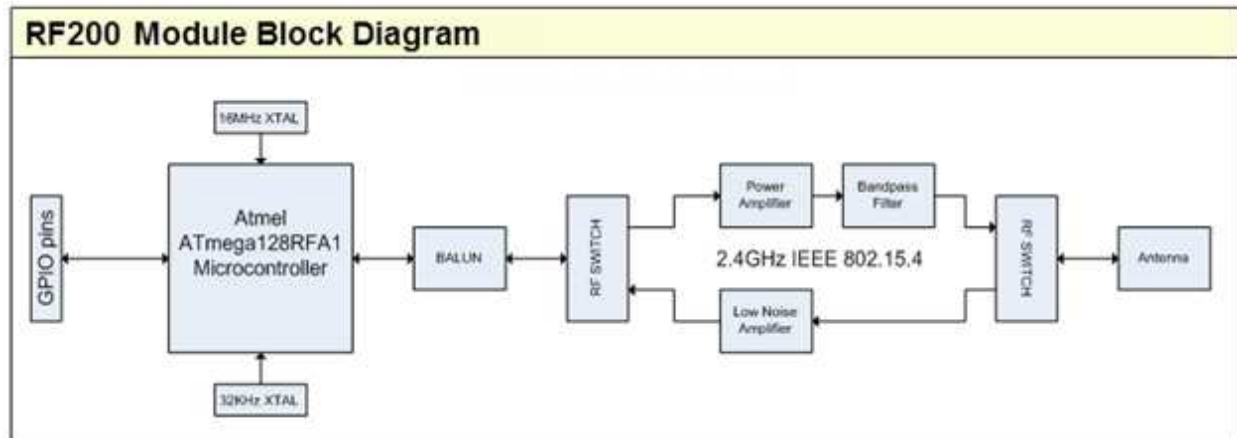 RF200 Module Block Diagram
16MHz XTAL
GPIO pins
Atmel
ATmega128RFA1
Microcontroller
BALUN
RF SWITCH
Power
Amplifier
Bandpass
Filter
2.4GHz IEEE 802.15.4
Low Noise
Amplifier
RF SWITCH
Antenna
32KHz XTAL